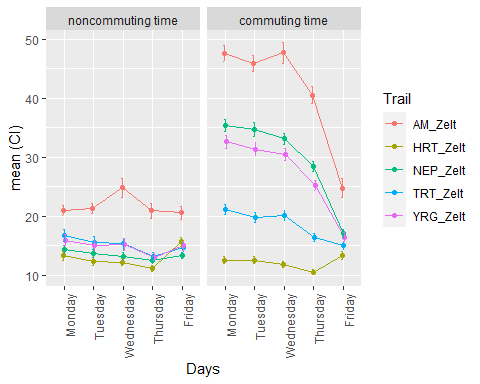 noncommuting time
commuting time
50
40
30
20
10
mean (CI)
Monday
Tuesday
Wednesday
Thursday
Friday
Monday
Tuesday
Wednesday
Thursday
Friday
Days
Trail
AM_Zelt
HRT_Zelt
NEP_Zelt
TRT_Zelt
YRG_Zelt